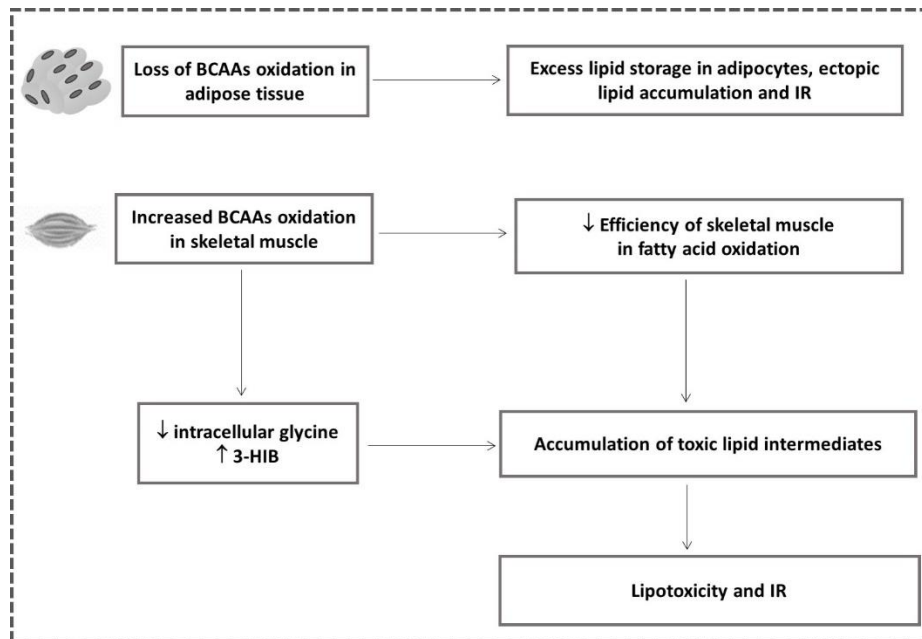 Loss of BCAAs oxidation in
adipose tissue
Excess lipid storage in adipocytes, ectopic
lipid accumulation and IR
Increased BCAAs oxidation
in skeletal muscle
↓ Efficiency of skeletal muscle
in fatty acid oxidation
↓ intracellular glycine
↑ 3-HIB
Accumulation of toxic lipid intermediates
Lipotoxicity and IR